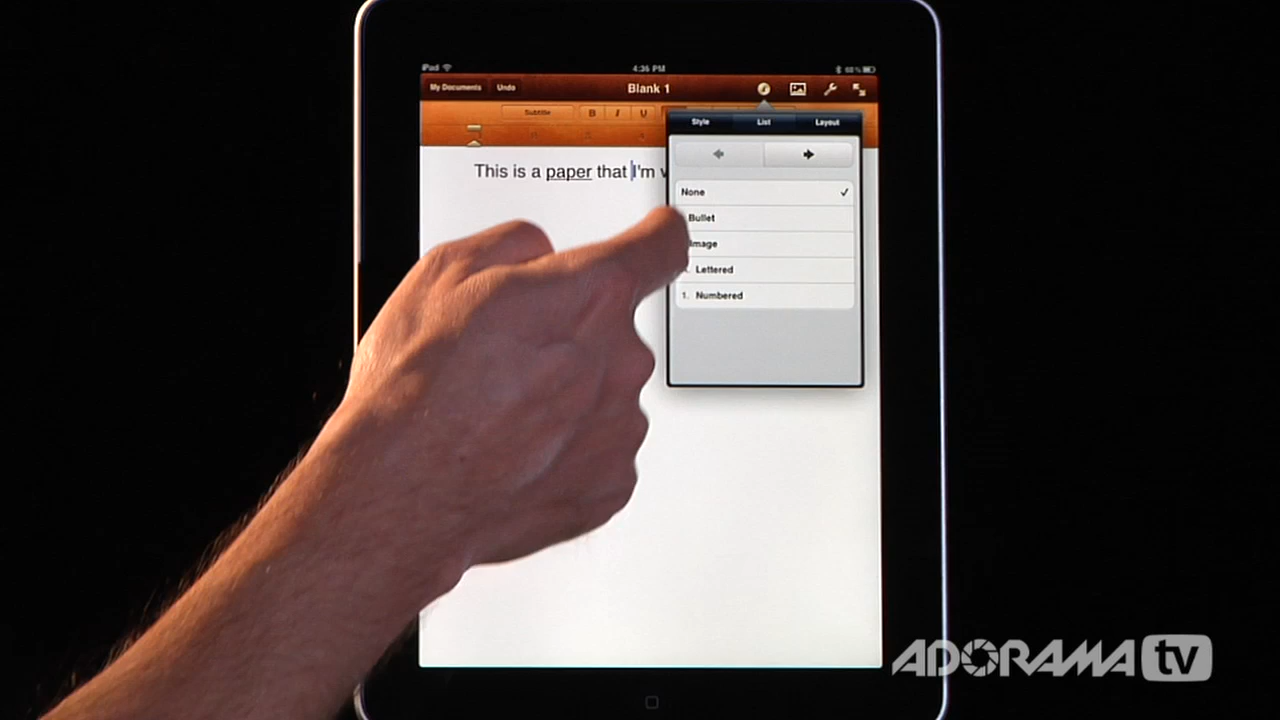 iPad 4:36 PM 68%
My Documents Undo Blank 1
Subtitle B I U
Style List Layout
This is a paper that I'm
None
Bullet
Image
Lettered
1. Numbered
ADORAMA tv